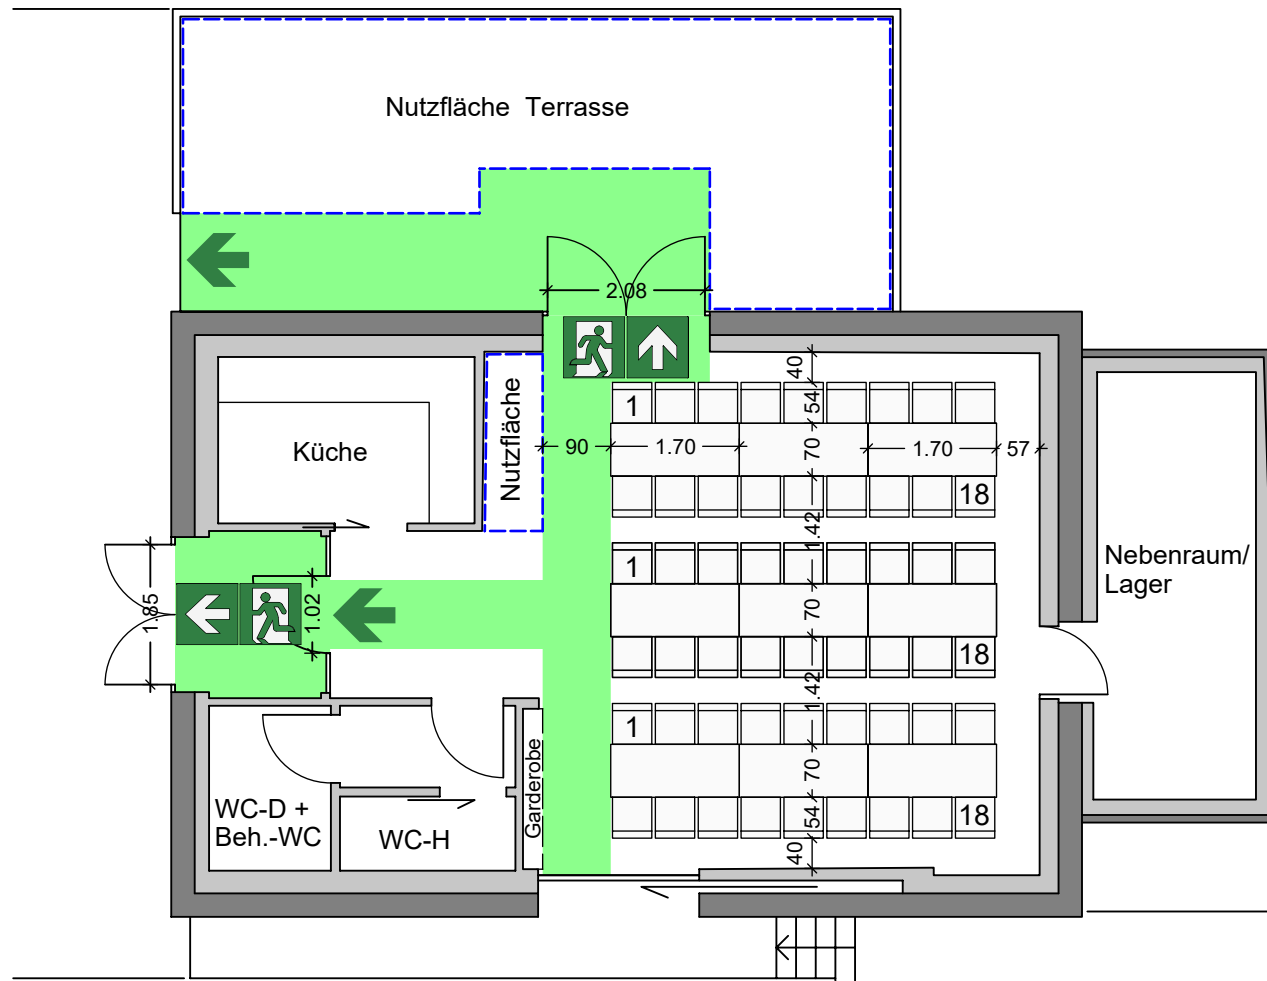 Nutzfläche Terrasse
2.08
40
54
1
Küche
Nutzfläche
90
1.70
70
1.70
57
18
1.42
1
Nebenraum/
Lager
1.85
1.02
70
18
1.42
1
70
Garderobe
WC-D +
Beh.-WC
WC-H
54
18
40